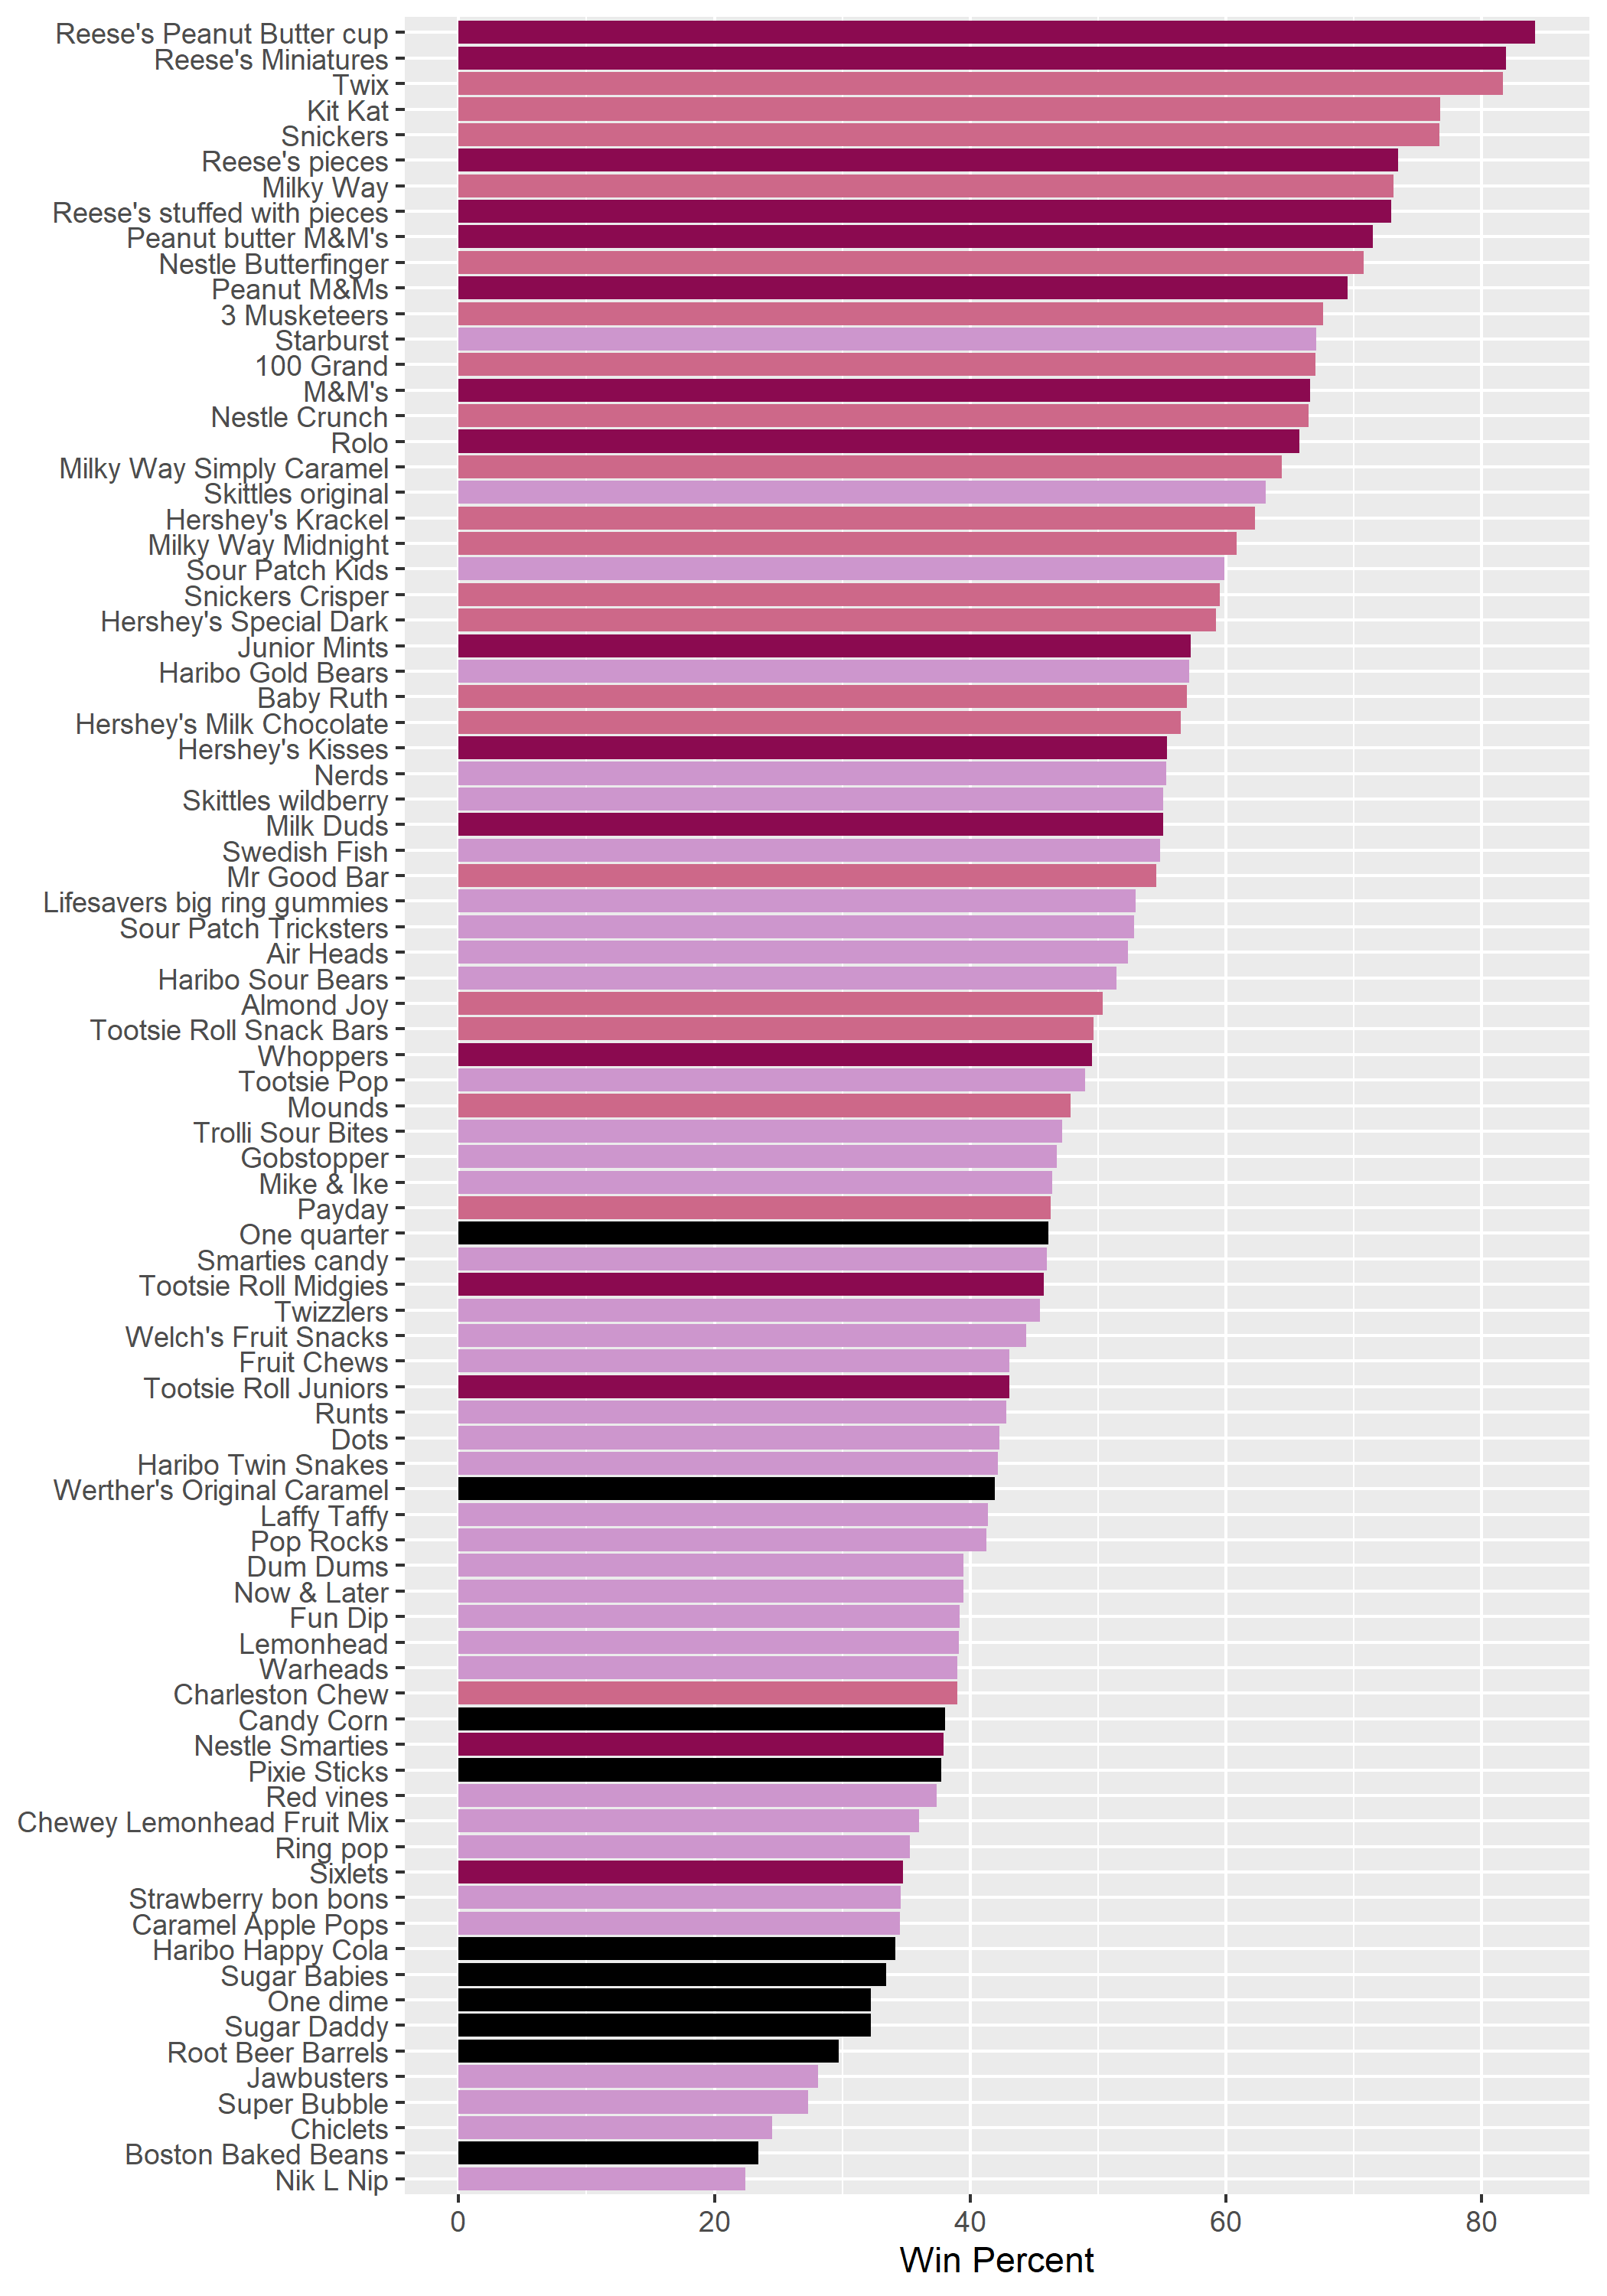 Reese's Peanut Butter cup
Reese's Miniatures
Twix
Kit Kat
Snickers
Reese's pieces
Milky Way
Reese's stuffed with pieces
Peanut butter M&M's
Nestle Butterfinger
Peanut M&Ms
3 Musketeers
Starburst
100 Grand
M&M's
Nestle Crunch
Rolo
Milky Way Simply Caramel
Skittles original
Hershey's Krackel
Milky Way Midnight
Sour Patch Kids
Snickers Crisper
Hershey's Special Dark
Junior Mints
Haribo Gold Bears
Baby Ruth
Hershey's Milk Chocolate
Hershey's Kisses
Nerds
Skittles wildberry
Milk Duds
Swedish Fish
Mr Good Bar
Lifesavers big ring gummies
Sour Patch Tricksters
Air Heads
Haribo Sour Bears
Almond Joy
Tootsie Roll Snack Bars
Whoppers
Tootsie Pop
Mounds
Trolli Sour Bites
Gobstopper
Mike & Ike
Payday
One quarter
Smarties candy
Tootsie Roll Midgies
Twizzlers
Welch's Fruit Snacks
Fruit Chews
Tootsie Roll Juniors
Runts
Dots
Haribo Twin Snakes
Werther's Original Caramel
Laffy Taffy
Pop Rocks
Dum Dums
Now & Later
Fun Dip
Lemonhead
Warheads
Charleston Chew
Candy Corn
Nestle Smarties
Pixie Sticks
Red vines
Chewey Lemonhead Fruit Mix
Ring pop
Sixlets
Strawberry bon bons
Caramel Apple Pops
Haribo Happy Cola
Sugar Babies
One dime
Sugar Daddy
Root Beer Barrels
Jawbusters
Super Bubble
Chiclets
Boston Baked Beans
Nik L Nip
0 20 40 60 80
Win Percent